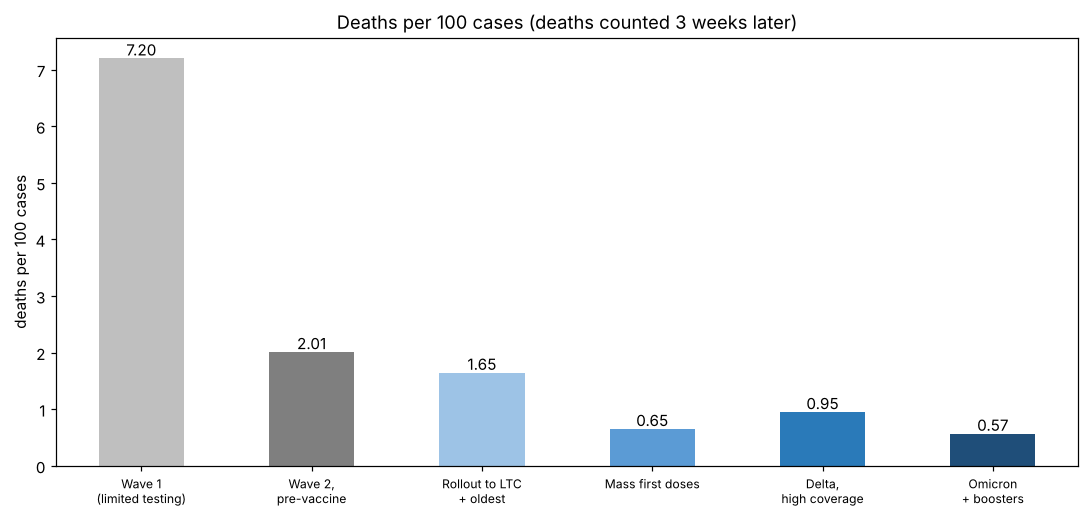 Deaths per 100 cases (deaths counted 3 weeks later)
deaths per 100 cases
7
6
5
4
3
2
1
0
7.20
2.01
1.65
0.65
0.95
0.57
Wave 1
(limited testing)
Wave 2,
pre-vaccine
Rollout to LTC
+ oldest
Mass first doses
Delta,
high coverage
Omicron
+ boosters